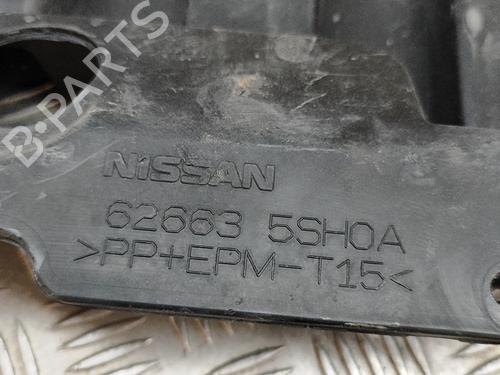 B-PARTS
NISSAN
62663 5SH0A
>PP+EPM-T15<